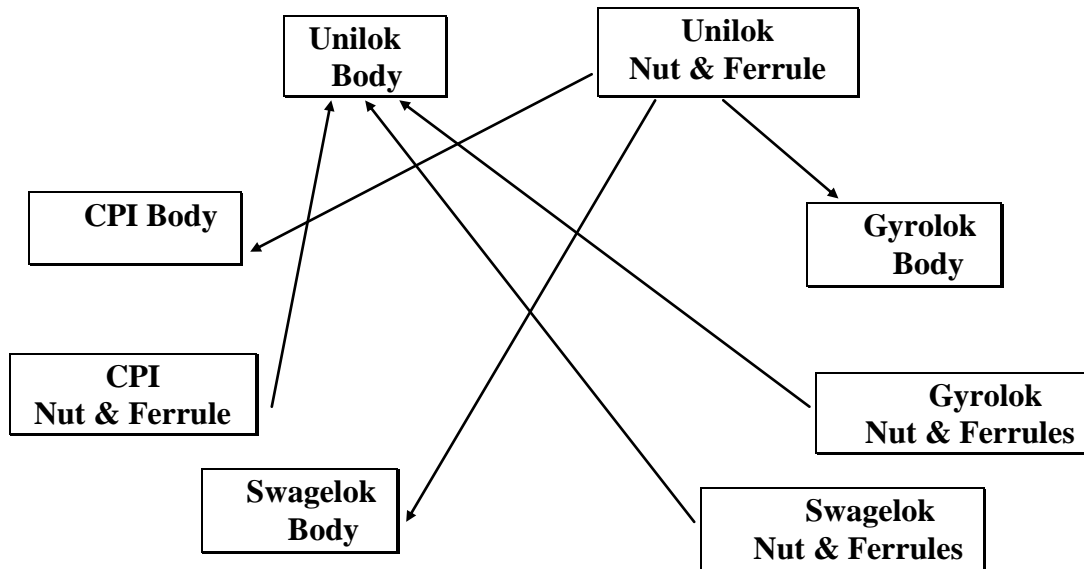 Unilok
Body
Unilok
Nut & Ferrule
CPI Body
Gyrolok
Body
CPI
Nut & Ferrule
Gyrolok
Nut & Ferrules
Swagelok
Body
Swagelok
Nut & Ferrules